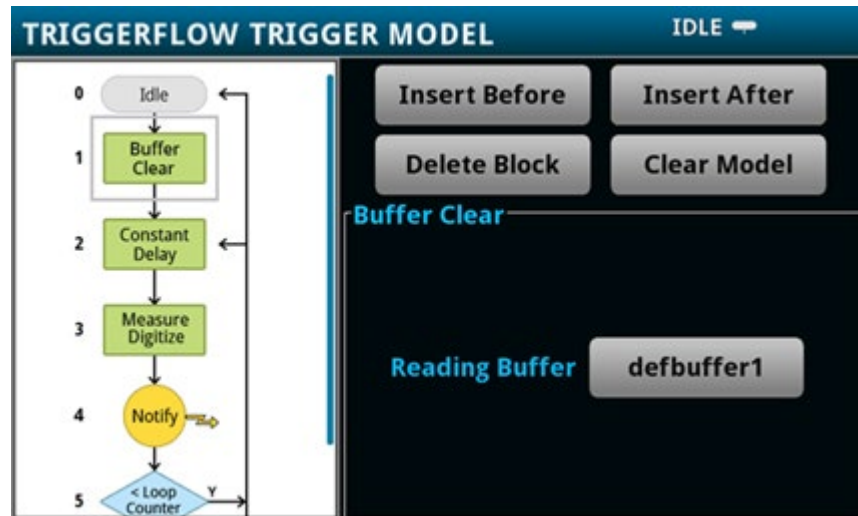 TRIGGERFLOW TRIGGER MODEL
IDLE
0
Idle
1
Buffer
Clear
2
Constant
Delay
3
Measure
Digitize
4
Notify
5
< Loop
Counter
Y
Insert Before
Insert After
Delete Block
Clear Model
Buffer Clear
Reading Buffer
defbuffer1